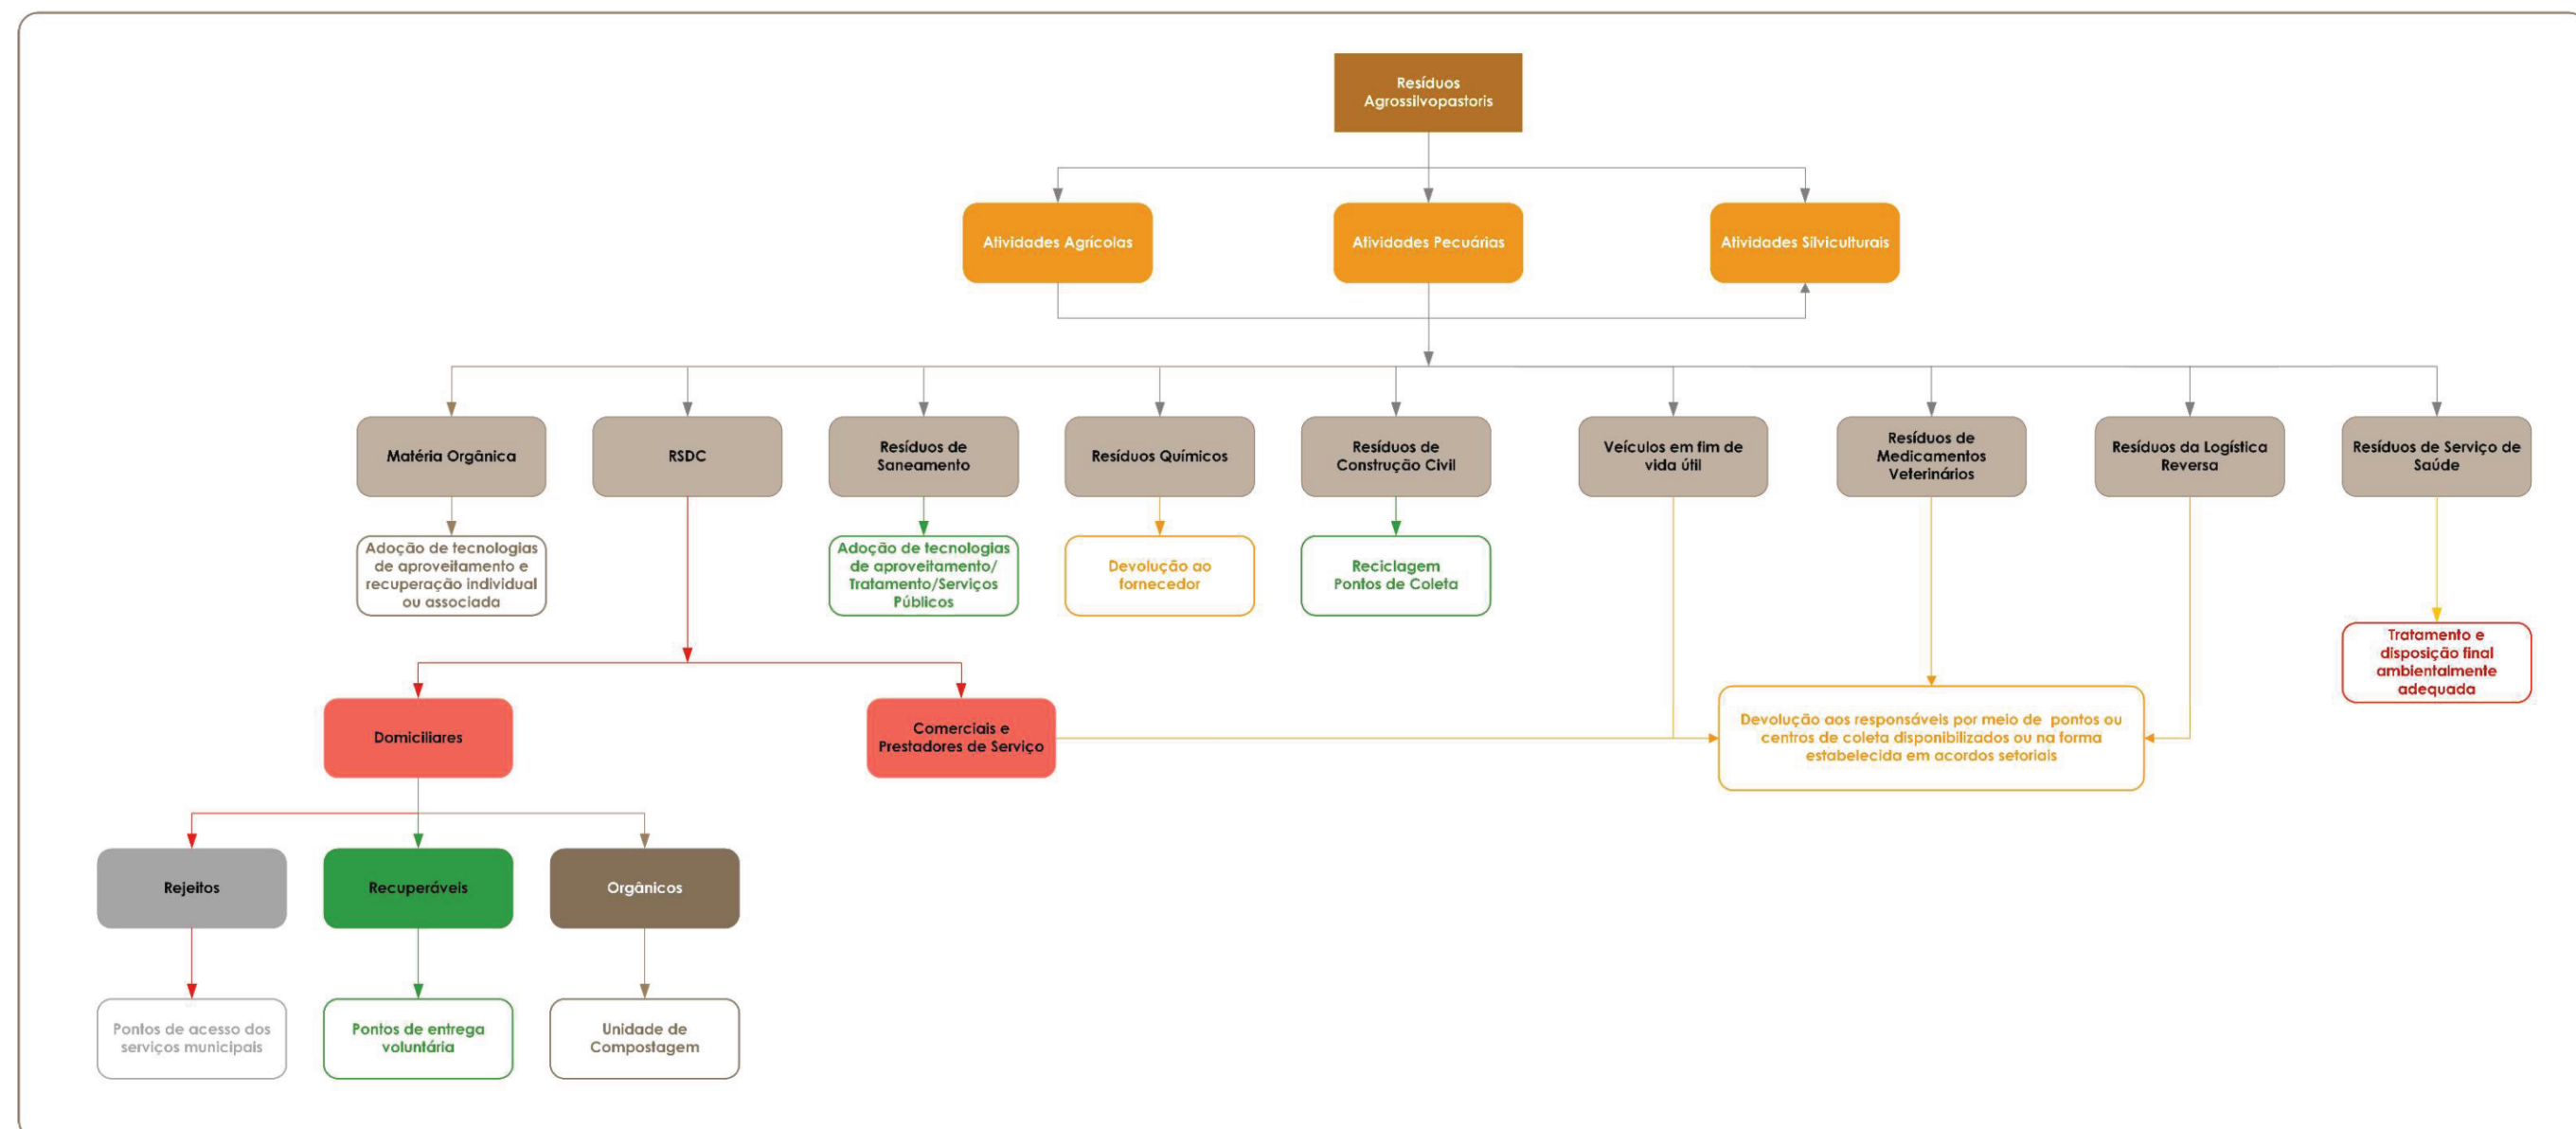 Resíduos
Agrossilvopastoris
Atividades Agrícolas
Atividades Pecuárias
Atividades Silviculturais
Matéria Orgânica
RSDC
Resíduos de
Saneamento
Resíduos Químicos
Resíduos de
Construção Civil
Veículos em fim de
vida útil
Resíduos de
Medicamentos
Veterinários
Resíduos da Logística
Reversa
Resíduos de Serviço de
Saúde
Adoção de tecnologias
de aproveitamento e
recuperação individual
ou associada
Adoção de tecnologias
de aproveitamento/
Tratamento/Serviços
Públicos
Devolução ao
fornecedor
Reciclagem
Pontos de Coleta
Tratamento e
disposição final
ambientalmente
adequada
Domiciliares
Comerciais e
Prestadores de Serviço
Devolução aos responsáveis por meio de pontos ou
centros de coleta disponibilizados ou na forma
estabelecida em acordos setoriais
Rejeitos
Recuperáveis
Orgânicos
Pontos de acesso dos
serviços municipais
Pontos de entrega
voluntária
Unidade de
Compostagem